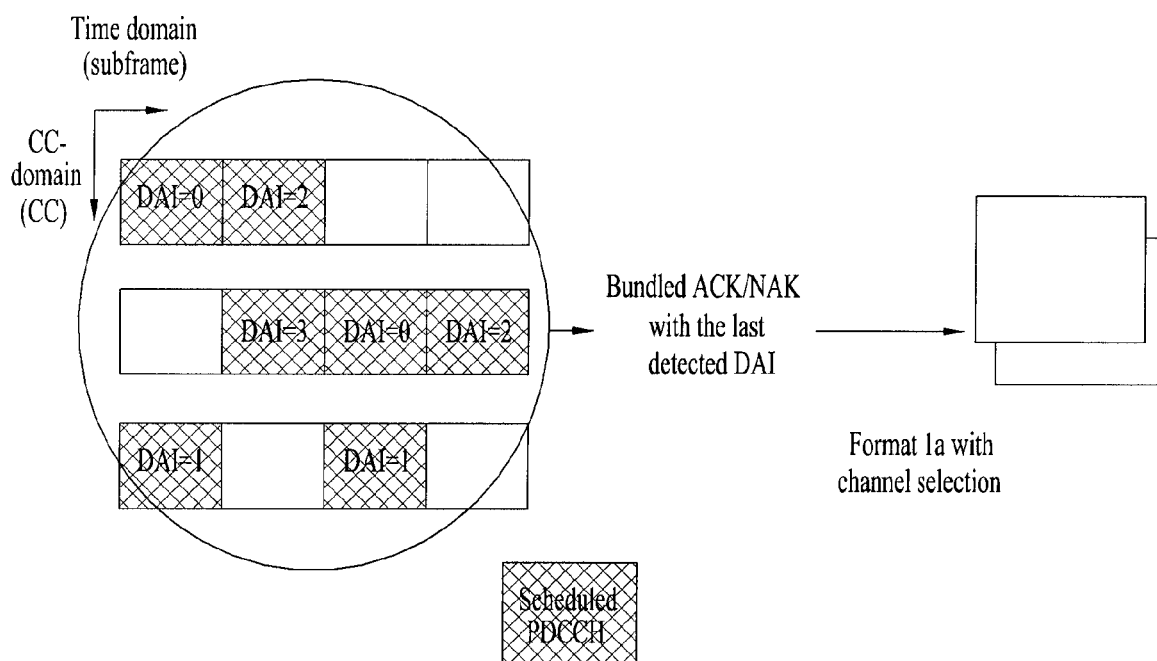 Time domain
(subframe)
CC-
domain
(CC)
DAI=0 DAI=2
DAI=3 DAI=0 DAI=2
DAI=1 DAI=1
Bundled ACK/NAK
with the last
detected DAI
Format 1a with
channel selection
Scheduled
PDCCH